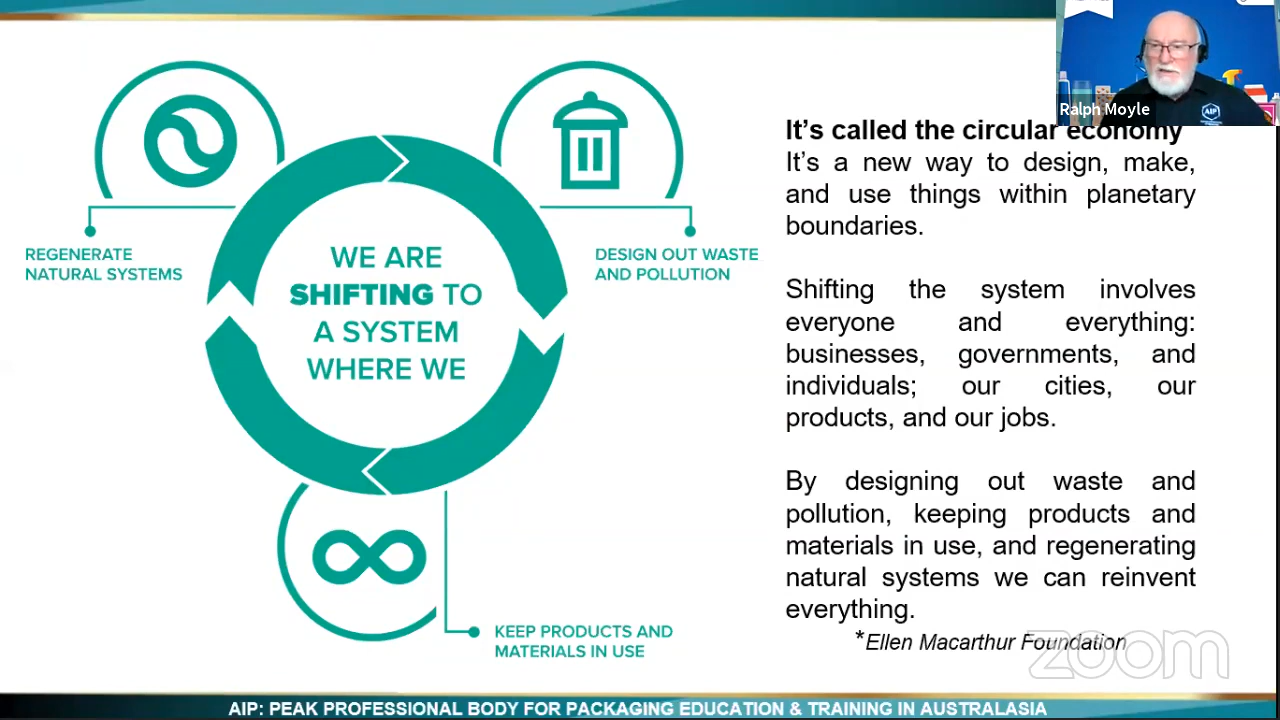 Ralph Moyle
AIP
It's called the circular economy
It's a new way to design, make,
and use things within planetary
boundaries.
Shifting the system involves
everyone and everything:
businesses, governments, and
individuals; our cities, our
products, and our jobs.
By designing out waste and
pollution, keeping products and
materials in use, and regenerating
natural systems we can reinvent
everything.
*Ellen Macarthur Foundation
REGENERATE
NATURAL SYSTEMS
DESIGN OUT WASTE
AND POLLUTION
WE ARE
SHIFTING TO
A SYSTEM
WHERE WE
KEEP PRODUCTS AND
MATERIALS IN USE
zoom
AIP: PEAK PROFESSIONAL BODY FOR PACKAGING EDUCATION & TRAINING IN AUSTRALASIA